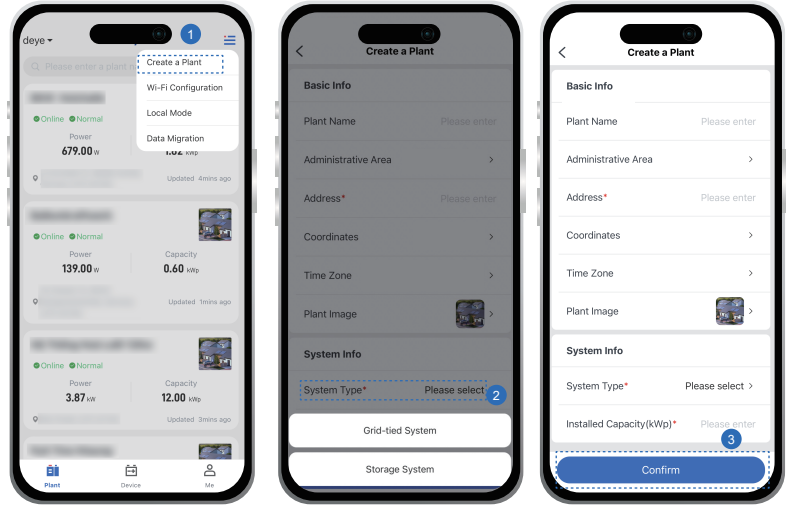 deye
1
Please enter a plant n
Create a Plant
Wi-Fi Configuration
Local Mode
Data Migration
Online Normal
Power
679.00 W
1.62 kWp
Updated 4mins ago
Online Normal
Power Capacity
139.00 W 0.60 kWp
Updated 1mins ago
Online Normal
Power Capacity
3.87 kW 12.00 kWp
Updated 3mins ago
Plant Device Me
Create a Plant
Basic Info
Plant Name Please enter
Administrative Area
Address* Please enter
Coordinates
Time Zone
Plant Image
System Info
System Type* Please select
2
Grid-tied System
Storage System
Create a Plant
Basic Info
Plant Name Please enter
Administrative Area
Address* Please enter
Coordinates
Time Zone
Plant Image
System Info
System Type* Please select
Installed Capacity(kWp)* Please enter
3
Confirm